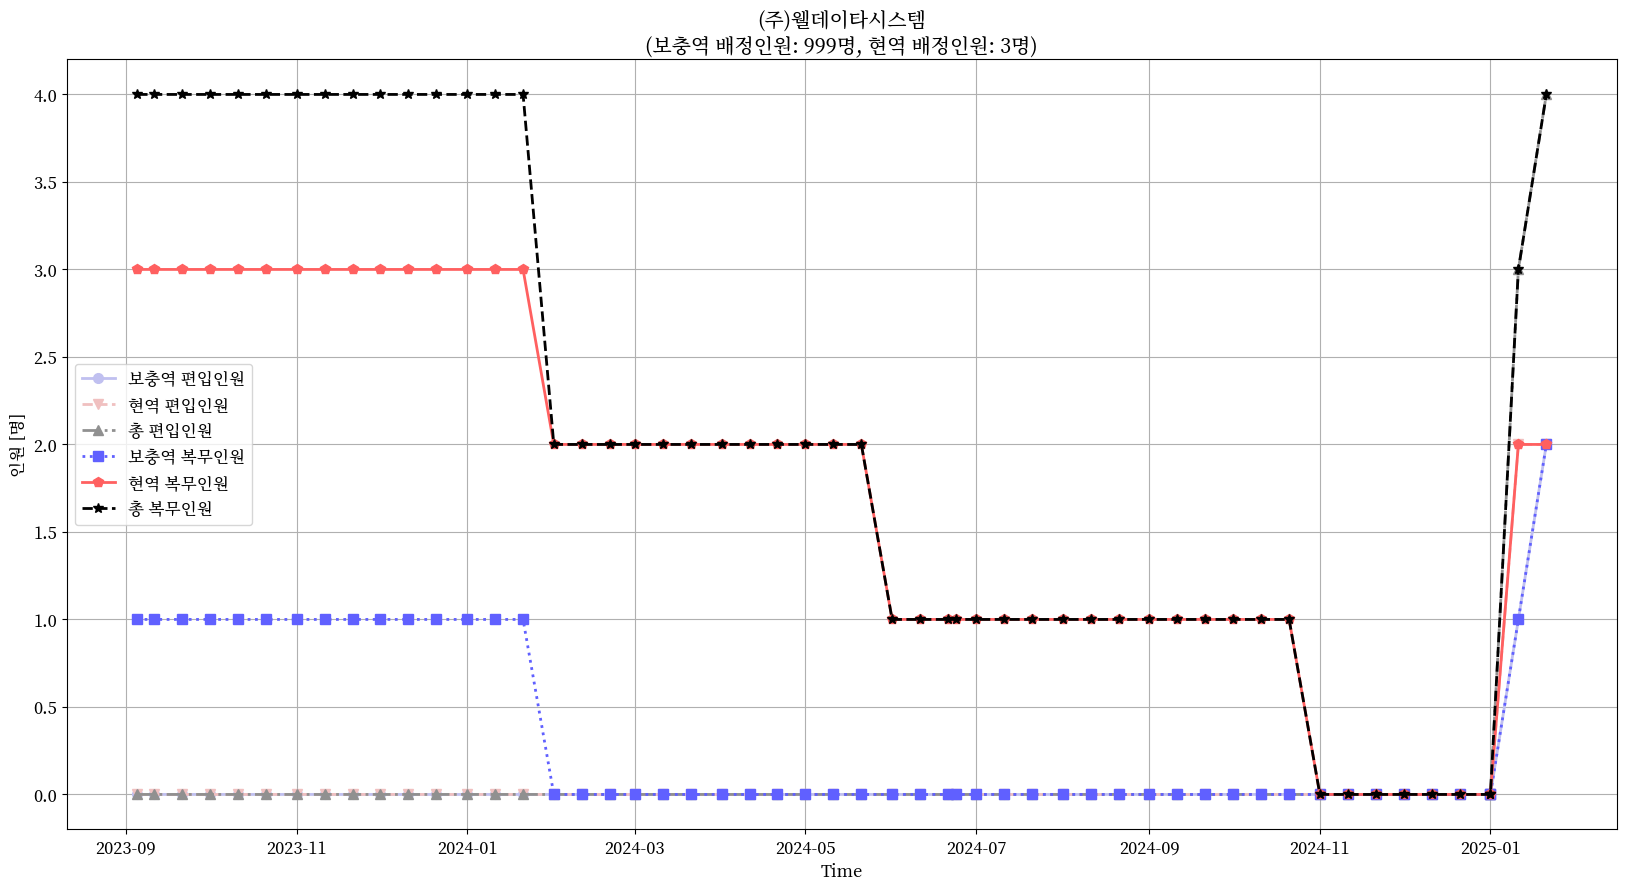 (주)웰데이타시스템
(보충역 배정인원: 999명, 현역 배정인원: 3명)
인원 [명]
4.0
3.5
3.0
2.5
2.0
1.5
1.0
0.5
0.0
보충역 편입인원
현역 편입인원
총 편입인원
보충역 복무인원
현역 복무인원
총 복무인원
2023-09
2023-11
2024-01
2024-03
2024-05
2024-07
2024-09
2024-11
2025-01
Time